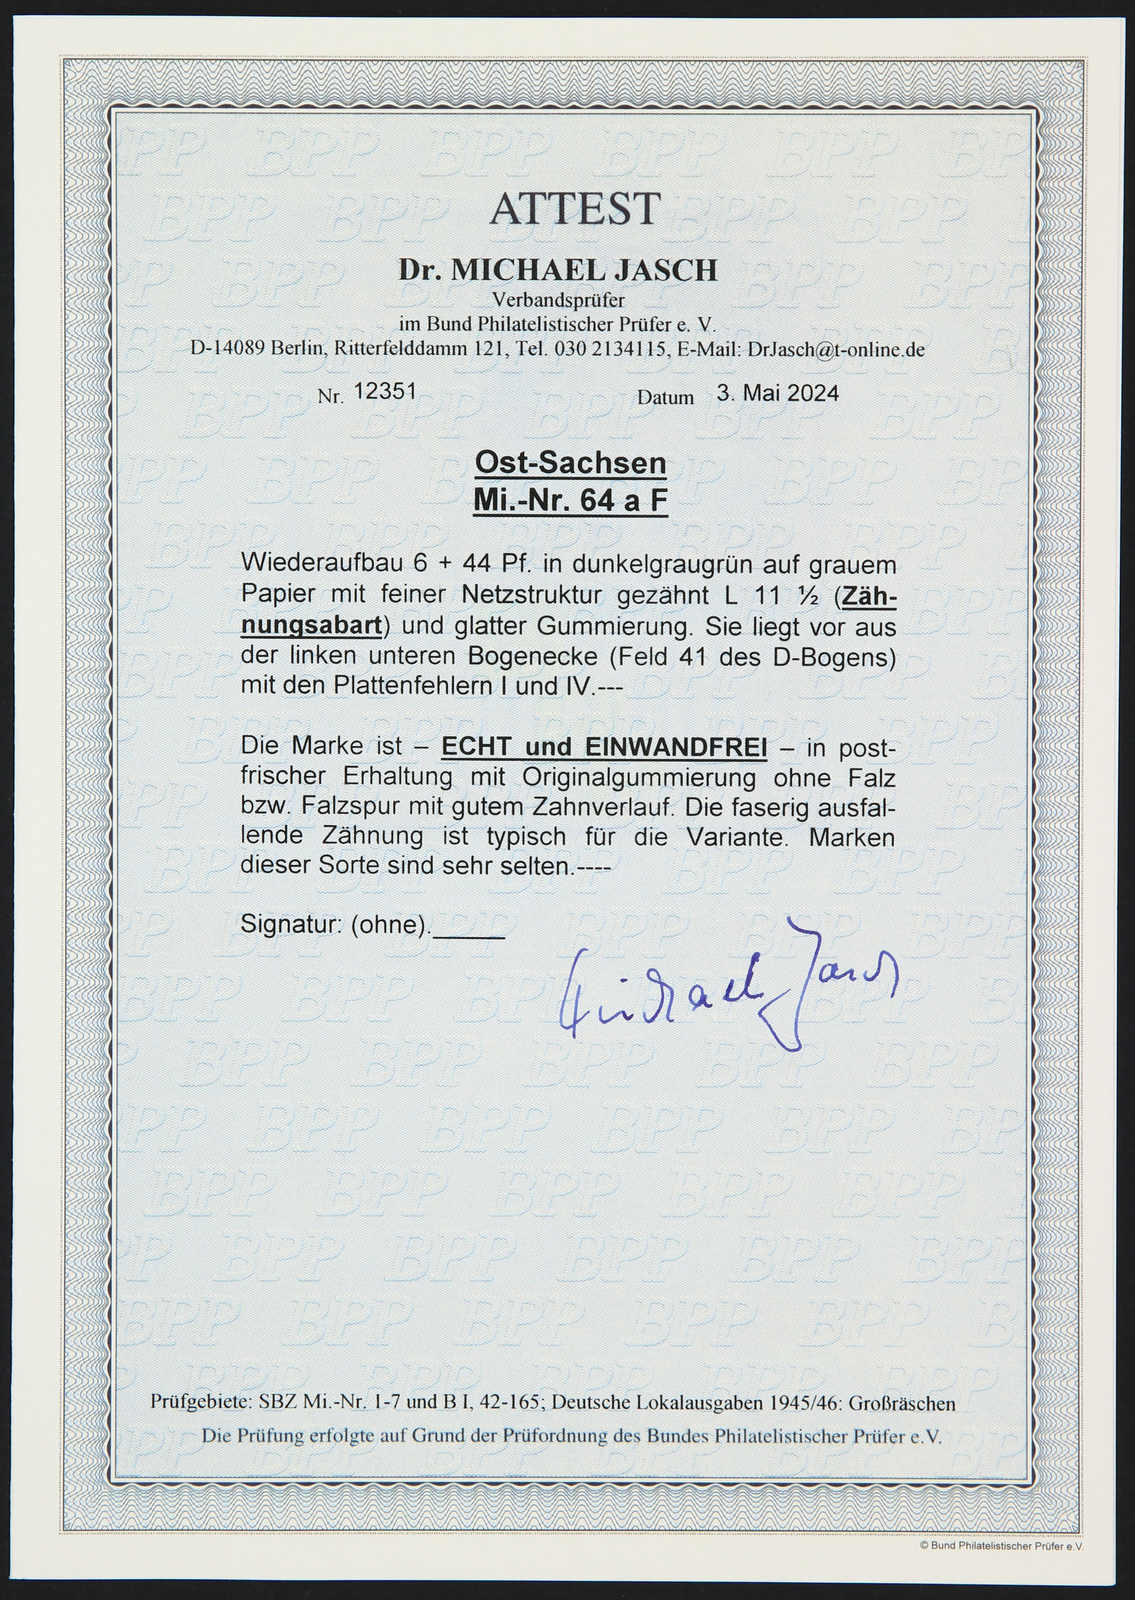 ATTEST
Dr. MICHAEL JASCH
Verbandsprüfer
im Bund Philatelistischer Prüfer e. V.
D-14089 Berlin, Ritterfelddamm 121, Tel. 030 2134115, E-Mail: DrJasch@t-online.de
Nr. 12351 Datum 3. Mai 2024
Ost-Sachsen
Mi.-Nr. 64 a F
Wiederaufbau 6 + 44 Pf. in dunkelgraugrün auf grauem
Papier mit feiner Netzstruktur gezähnt L 11 ½ (Zäh-
nungsabart) und glatter Gummierung. Sie liegt vor aus
der linken unteren Bogenecke (Feld 41 des D-Bogens)
mit den Plattenfehlern I und IV.---
Die Marke ist – ECHT und EINWANDFREI – in post-
frischer Erhaltung mit Originalgummierung ohne Falz
bzw. Falzspur mit gutem Zahnverlauf. Die faserig ausfal-
lende Zähnung ist typisch für die Variante. Marken
dieser Sorte sind sehr selten.----
Signatur: (ohne)._____
Michael Jasch
Prüfgebiete: SBZ Mi.-Nr. 1-7 und B I, 42-165; Deutsche Lokalausgaben 1945/46: Großräschen
Die Prüfung erfolgte auf Grund der Prüfordnung des Bundes Philatelistischer Prüfer e.V.
© Bund Philatelistischer Prüfer e.V.